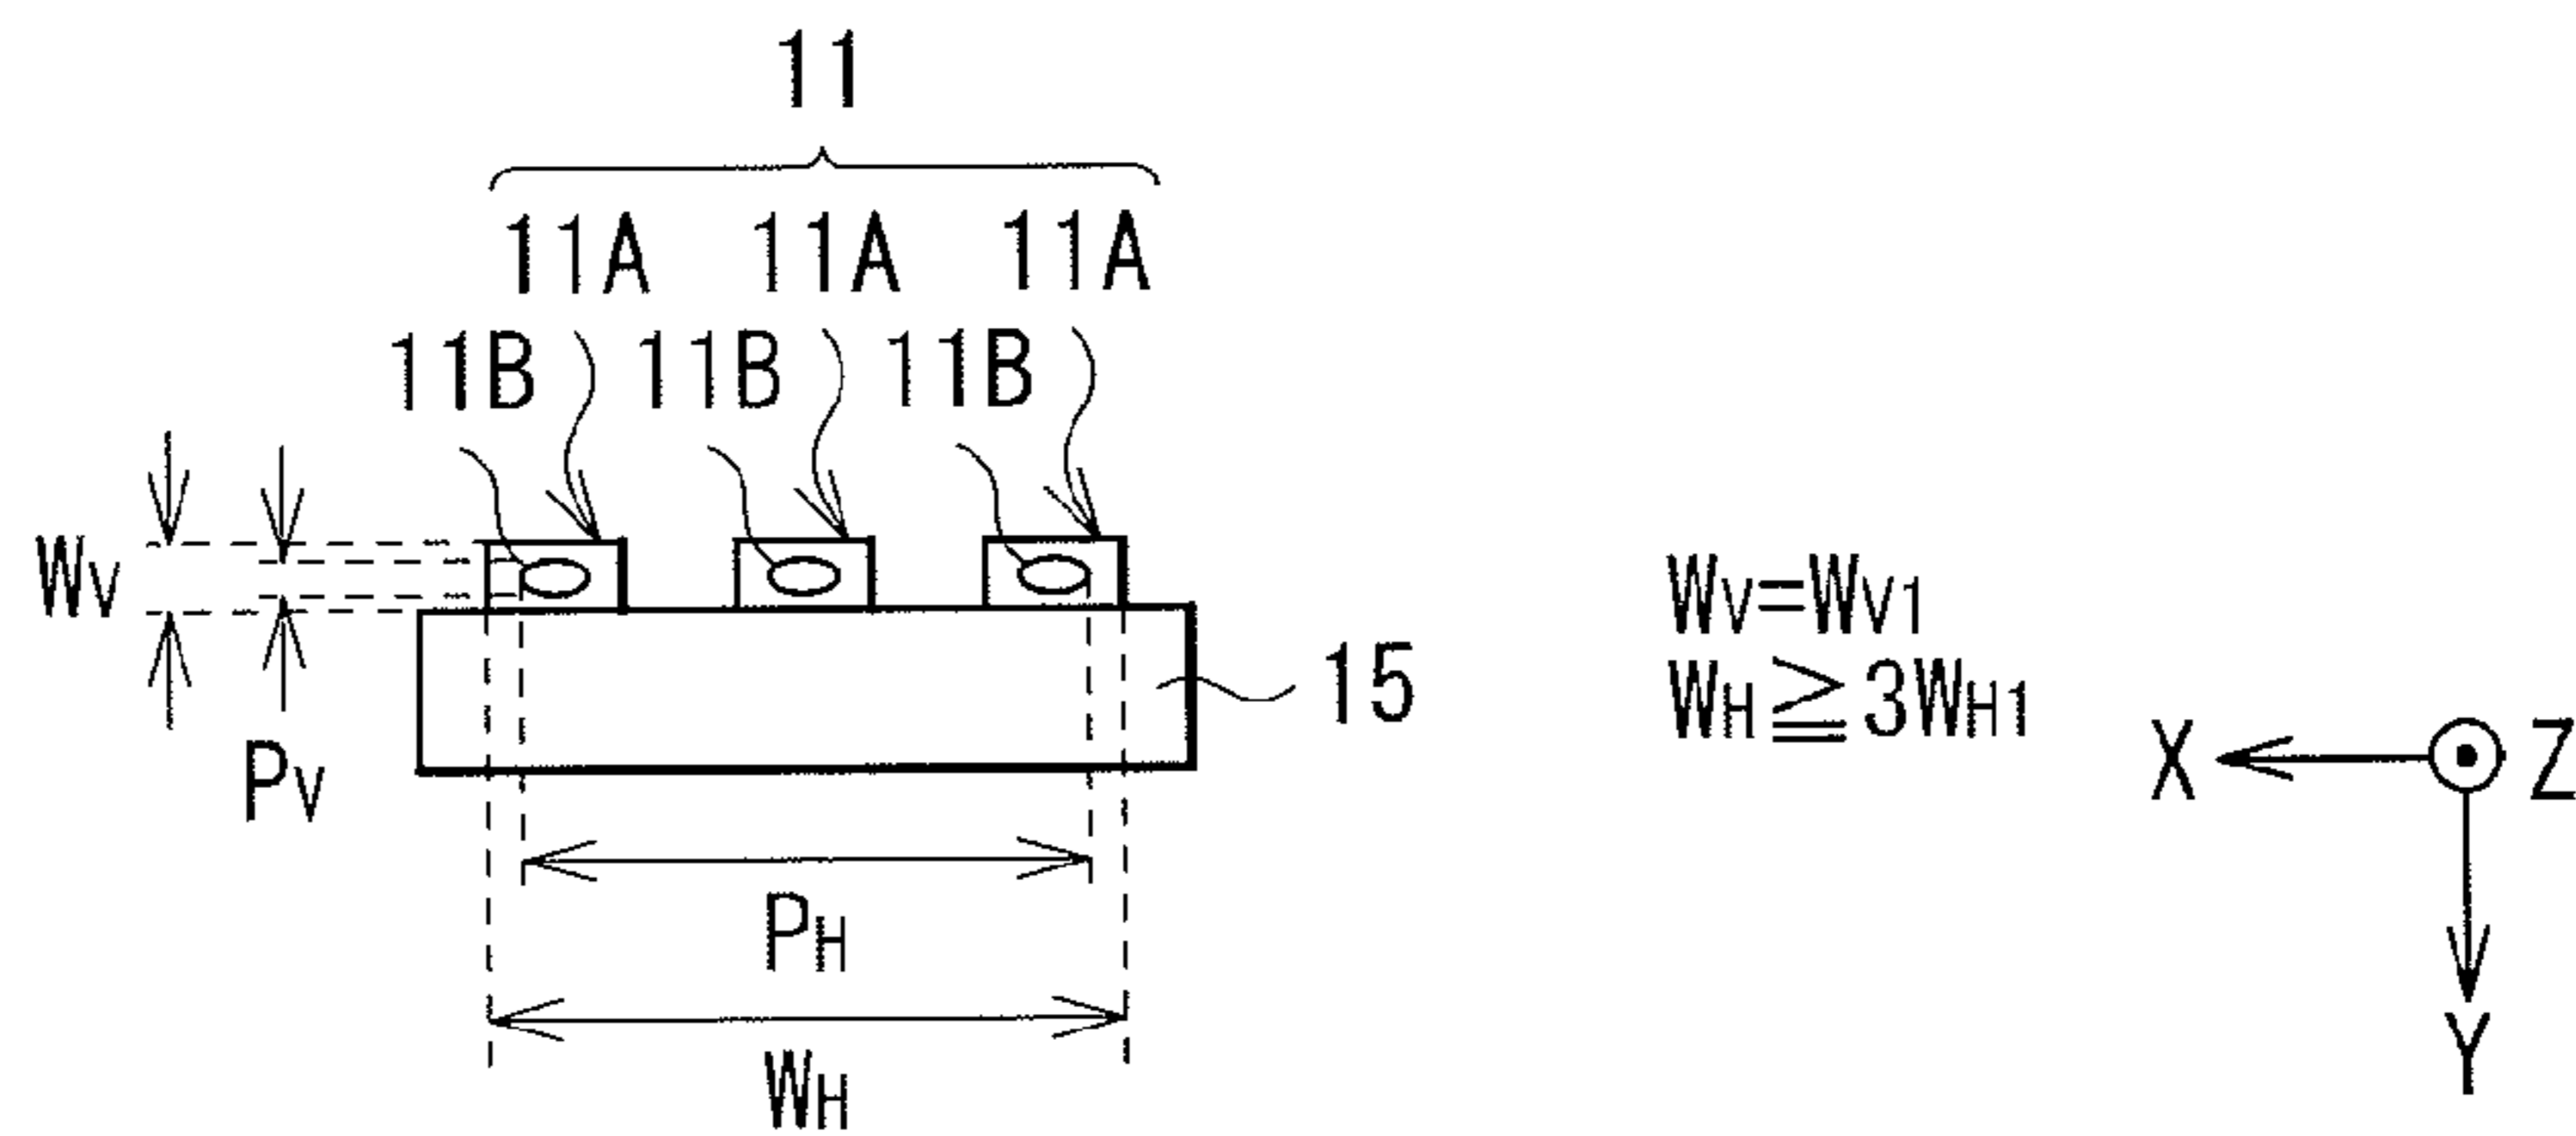 11
11A 11A 11A
11B 11B 11B
WV
PV
15
WV=WV1
WH≧3WH1
X Z
Y
PH
WH